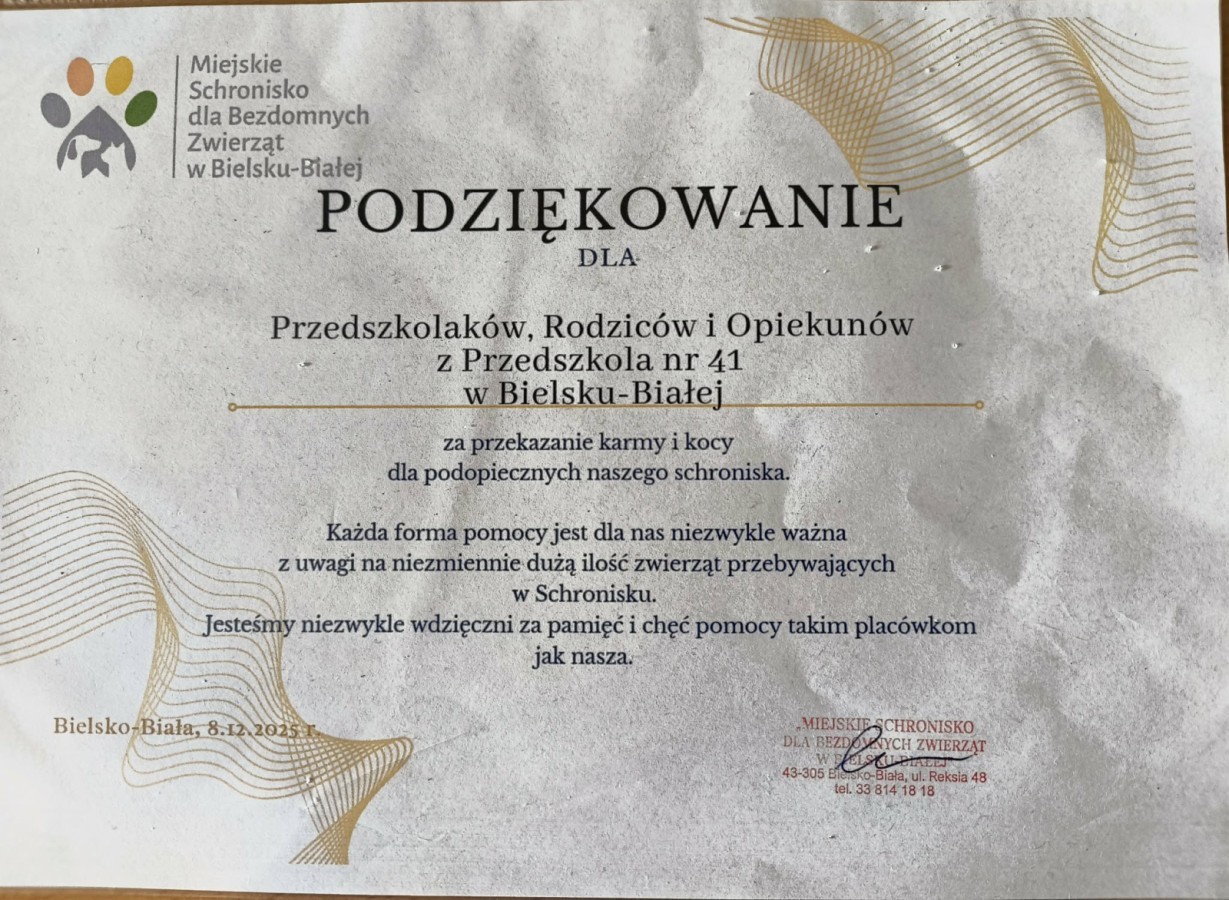 Miejskie
Schronisko
dla Bezdomnych
Zwierząt
w Bielsku-Białej
PODZIĘKOWANIE
DLA
Przedszkolaków, Rodziców i Opiekunów
z Przedszkola nr 41
w Bielsku-Białej
za przekazanie karmy i kocy
dla podopiecznych naszego schroniska.
Każda forma pomocy jest dla nas niezwykle ważna
z uwagi na niezmiennie dużą ilość zwierząt przebywających
w Schronisku.
Jesteśmy niezwykle wdzięczni za pamięć i chęć pomocy takim placówkom
jak nasza.
Bielsko-Biała, 8.12.2025 r.
„MIEJSKIE SCHRONISKO
DLA BEZDOMNYCH ZWIERZĄT
W BIELSKU-BIAŁEJ"
43-305 Bielsko-Biała, ul. Reksia 48
tel. 33 814 18 18